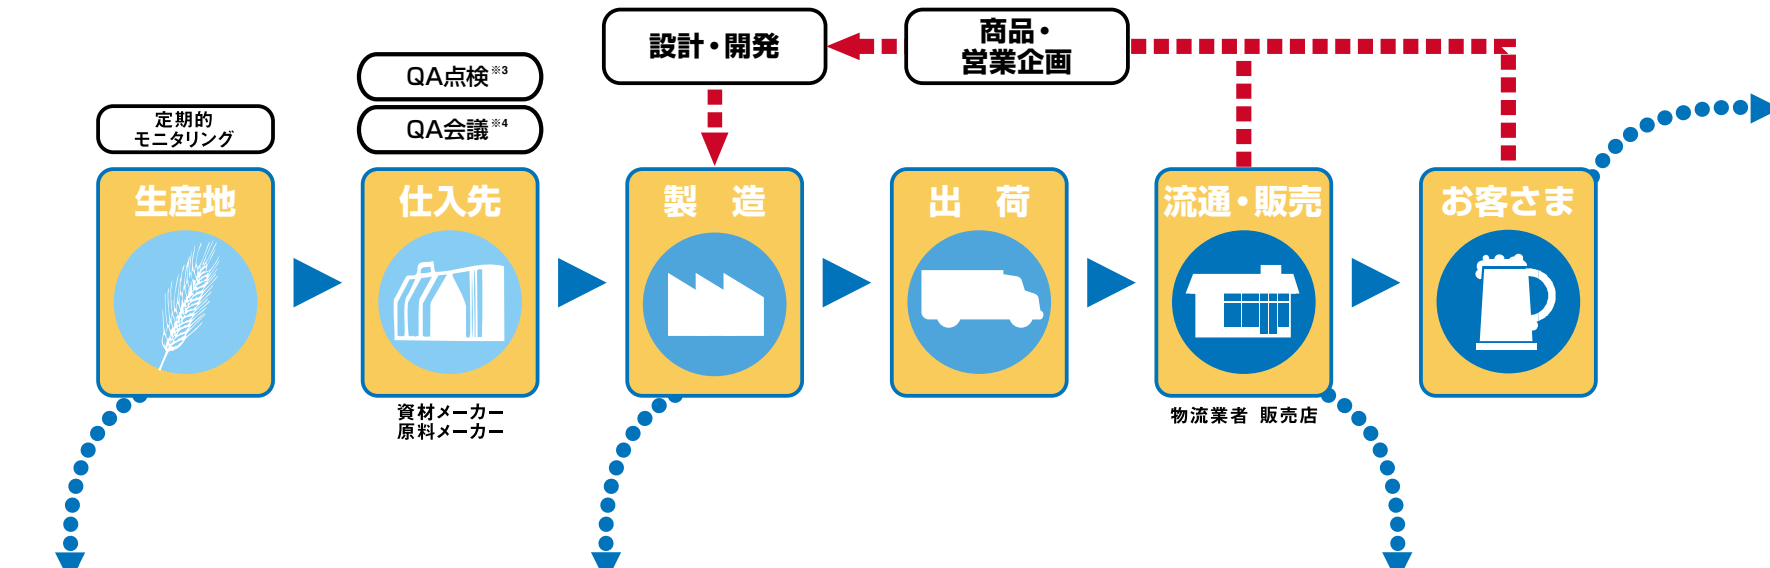 設計・開発
商品・
営業企画
QA点検※3
QA会議※4
定期的
モニタリング
生産地
仕入先
製　造
出　荷
流通・販売
お客さま
資材メーカー
原料メーカー
物流業者 販売店